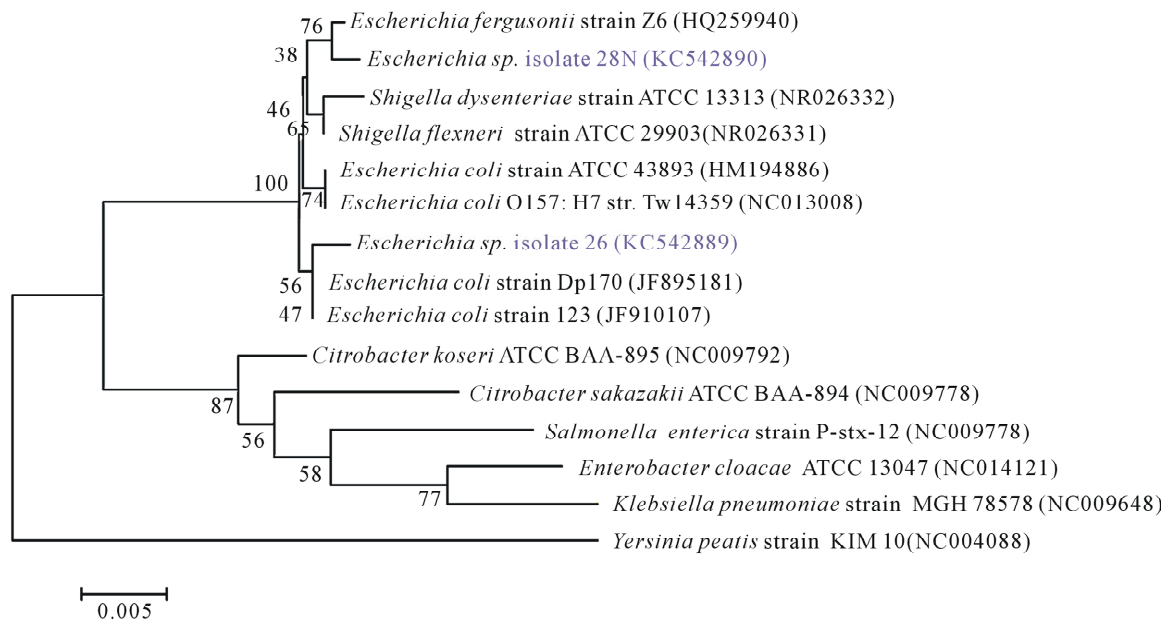 76 Escherichia fergusonii strain Z6 (HQ259940)
38
Escherichia sp. isolate 28N (KC542890)
Shigella dysenteriae strain ATCC 13313 (NR026332)
46
65 Shigella flexneri strain ATCC 29903(NR026331)
Escherichia coli strain ATCC 43893 (HM194886)
100
74 Escherichia coli O157: H7 str. Tw14359 (NC013008)
Escherichia sp. isolate 26 (KC542889)
56 Escherichia coli strain Dp170 (JF895181)
47 Escherichia coli strain 123 (JF910107)
Citrobacter koseri ATCC BAA-895 (NC009792)
Citrobacter sakazakii ATCC BAA-894 (NC009778)
87
Salmonella enterica strain P-stx-12 (NC009778)
56
Enterobacter cloacae ATCC 13047 (NC014121)
58
77 Klebsiella pneumoniae strain MGH 78578 (NC009648)
Yersinia peatis strain KIM 10(NC004088)
0.005